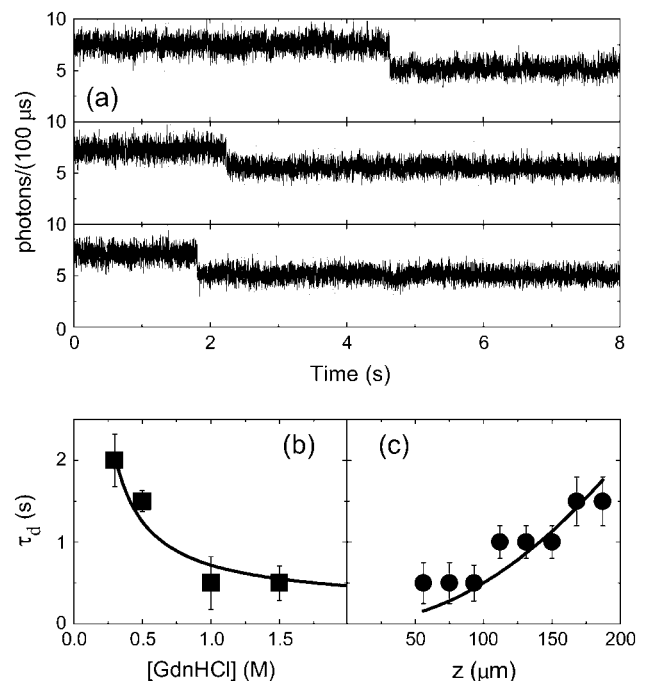 10
5
(a)
10
5
10
5
0
photons/(100 μs)
0 2 4 6 8
Time (s)
(b) (c)
2
1
0
τd (s)
0.0 0.5 1.0 1.5 50 100 150 200
[GdnHCl] (M) z (μm)